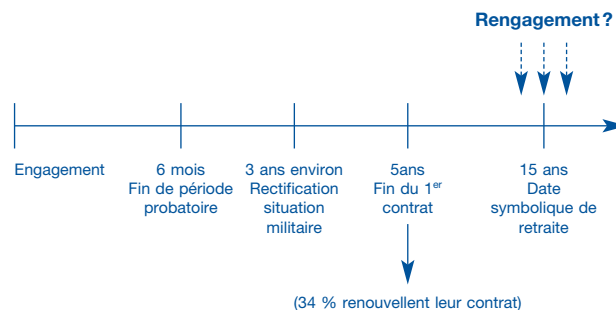 Rengagement ?
Engagement
6 mois
Fin de période
probatoire
3 ans environ
Rectification
situation
militaire
5ans
Fin du 1er
contrat
15 ans
Date
symbolique de
retraite
(34 % renouvellent leur contrat)